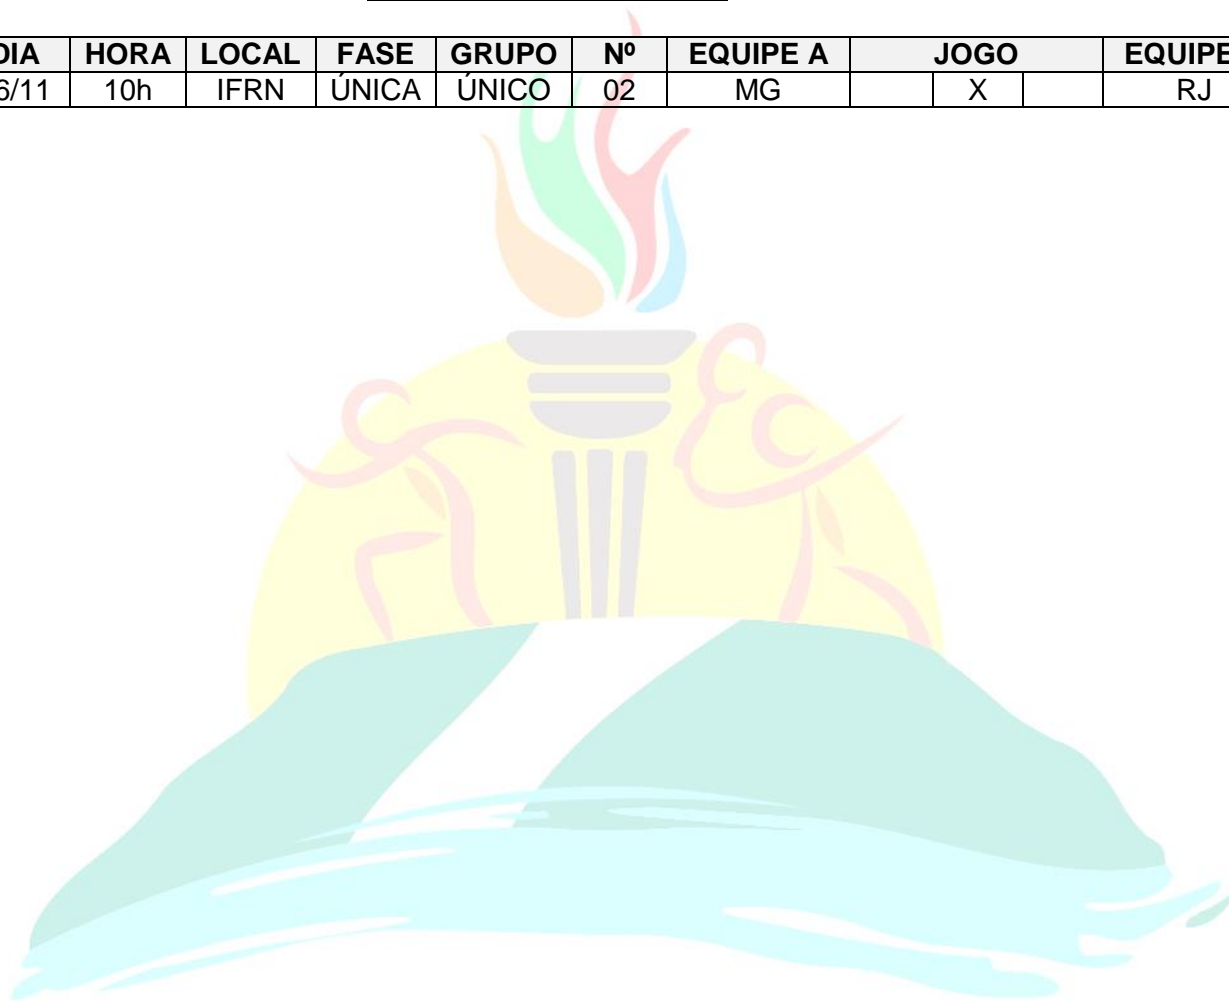 DIA HORA LOCAL FASE GRUPO Nº EQUIPE A JOGO EQUIPE
6/11 10h IFRN ÚNICA ÚNICO 02 MG X RJ